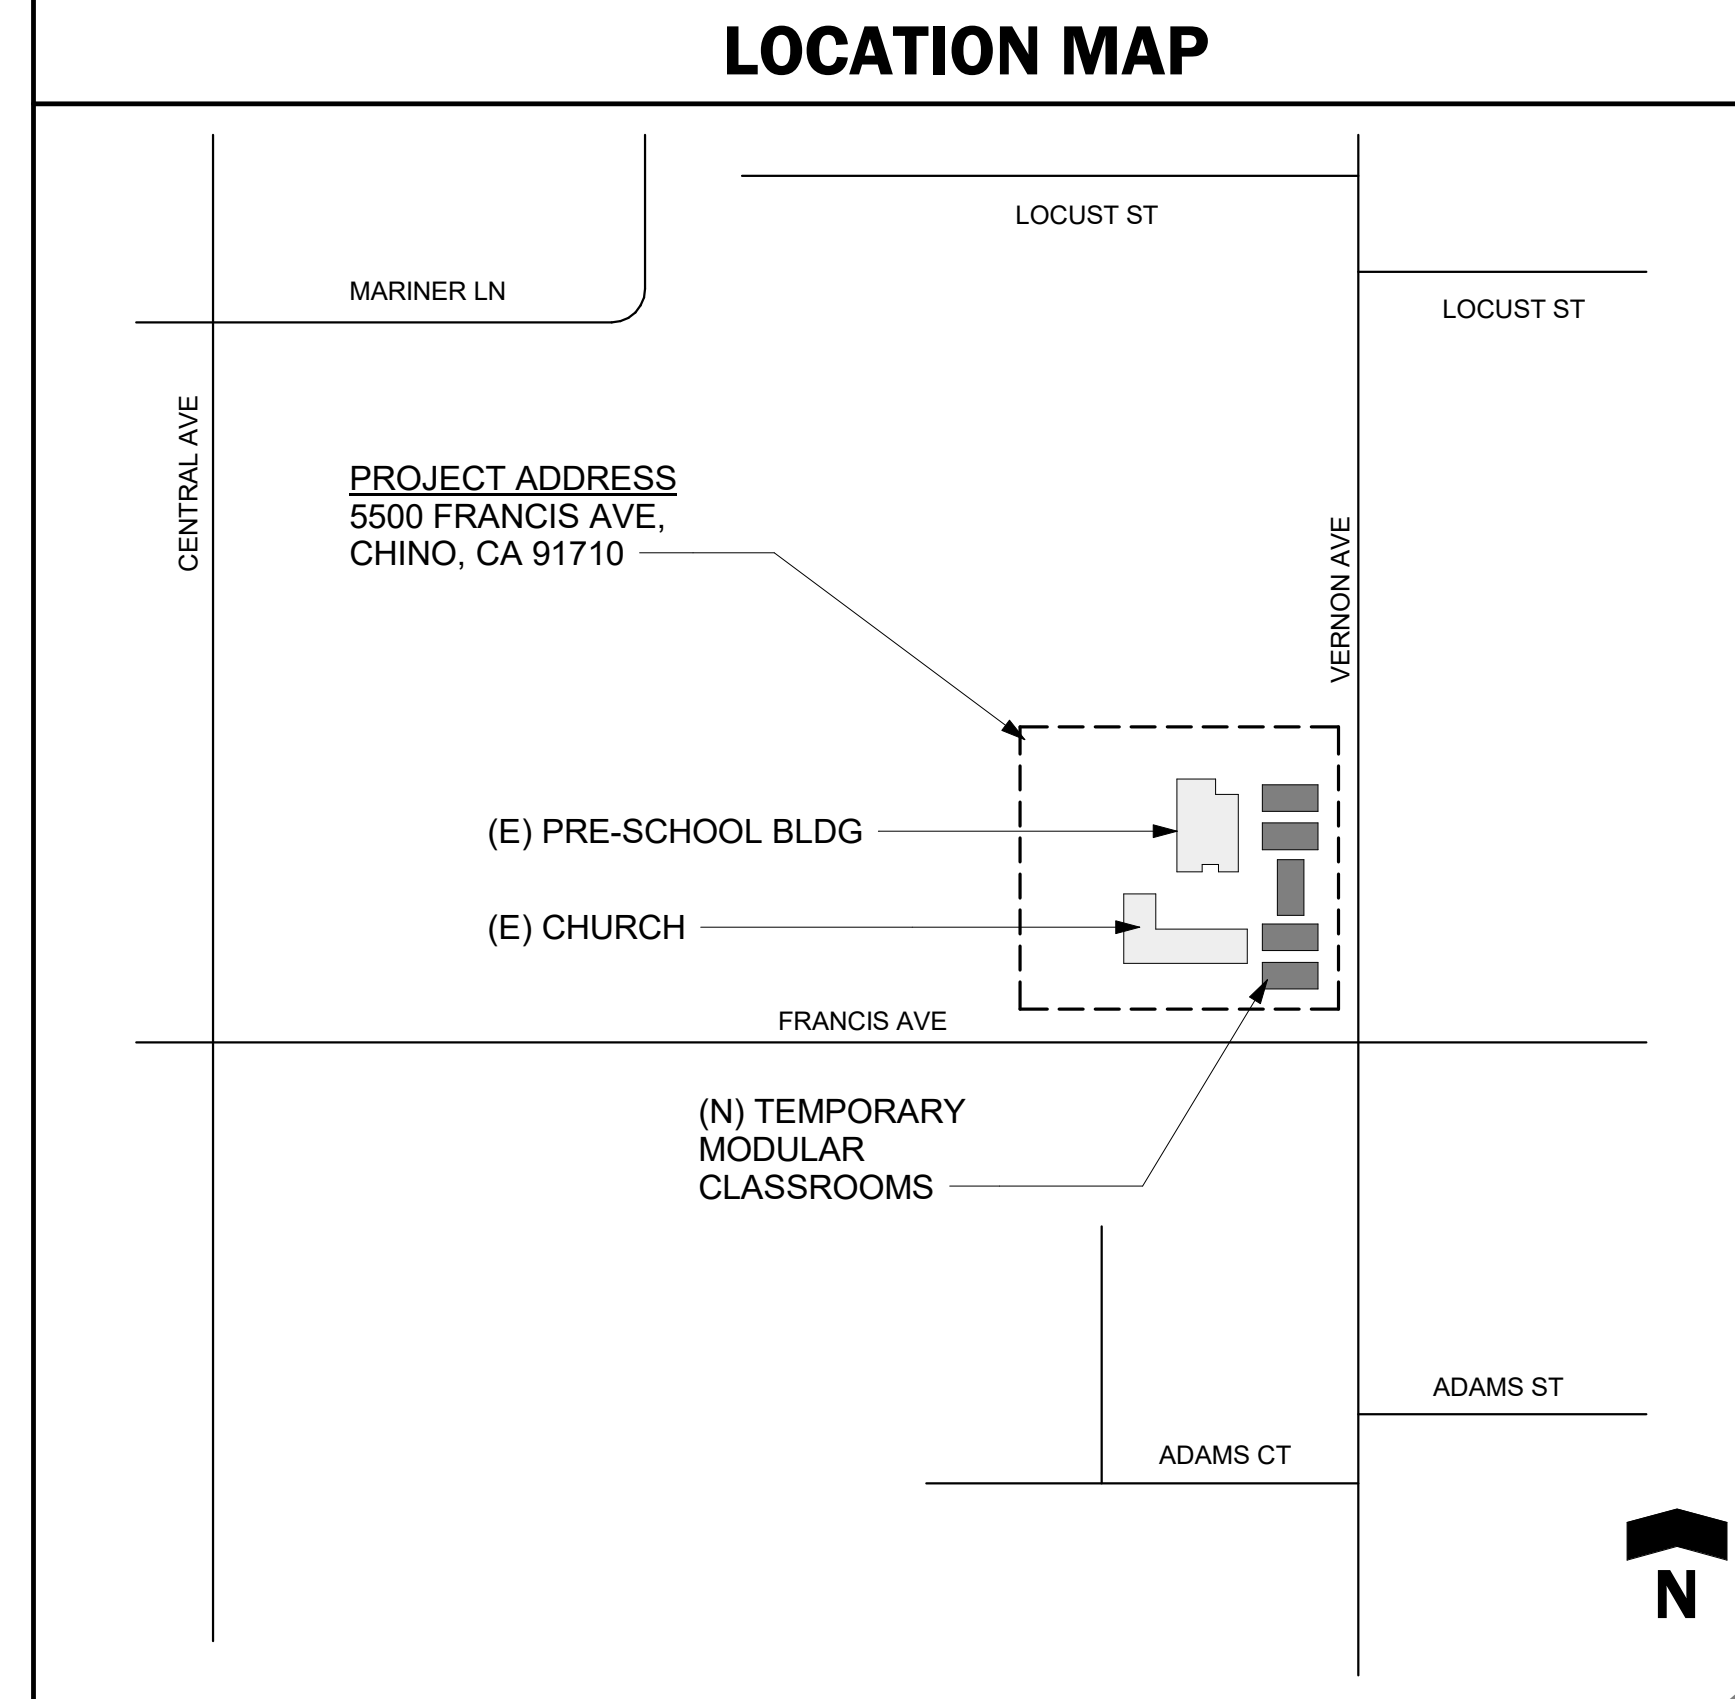 LOCATION MAP
LOCUST ST
MARINER LN
LOCUST ST
CENTRAL AVE
PROJECT ADDRESS
5500 FRANCIS AVE,
CHINO, CA 91710
VERNON AVE
(E) PRE-SCHOOL BLDG
(E) CHURCH
FRANCIS AVE
(N) TEMPORARY
MODULAR
CLASSROOMS
ADAMS ST
ADAMS CT
N